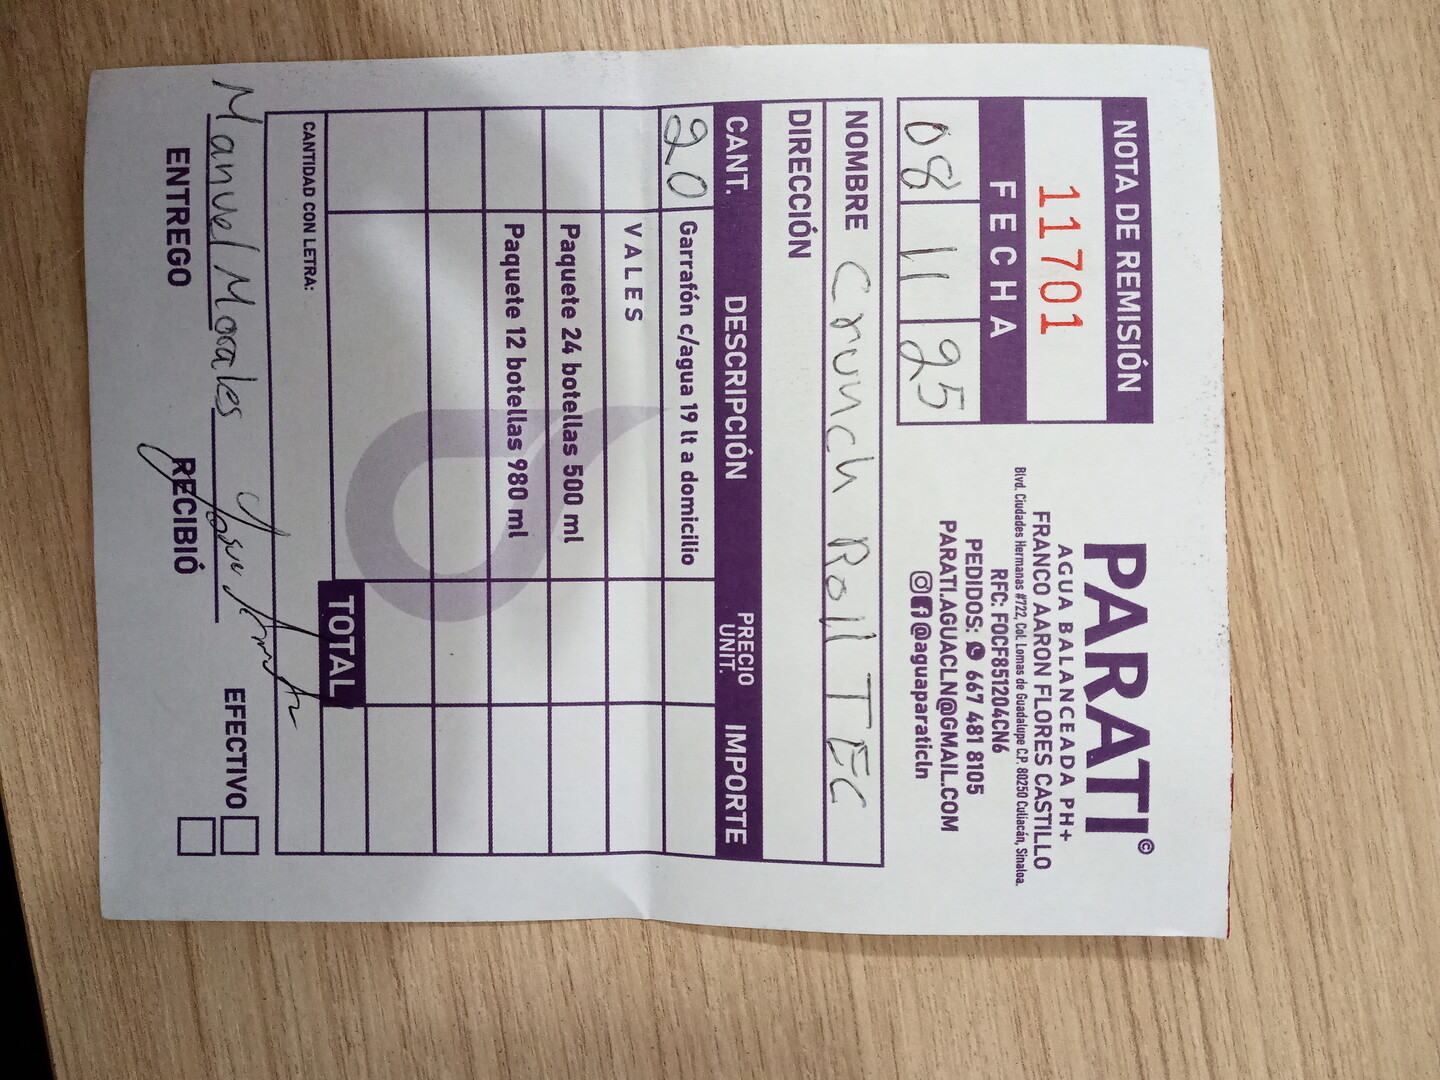 NOTA DE REMISIÓN
11701
FECHA
08 11 25
PARATI©
AGUA BALANCEADA PH+
FRANCO AARON FLORES CASTILLO
Blvd. Ciudades Hermanas #722, Col. Lomas de Guadalupe C.P. 80250 Culiacán, Sinaloa.
RFC: FOCF851204CN6
PEDIDOS: 667 481 8105
PARATI.AGUACLN@GMAIL.COM
@aguaparaticln
NOMBRE Crunch Roll TEC
DIRECCIÓN
CANT. DESCRIPCIÓN PRECIO UNIT. IMPORTE
20 Garrafón c/agua 19 lt a domicilio
VALES
Paquete 24 botellas 500 ml
Paquete 12 botellas 980 ml
TOTAL
CANTIDAD CON LETRA:
Manuel Morales
ENTREGO
RECIBIÓ
EFECTIVO